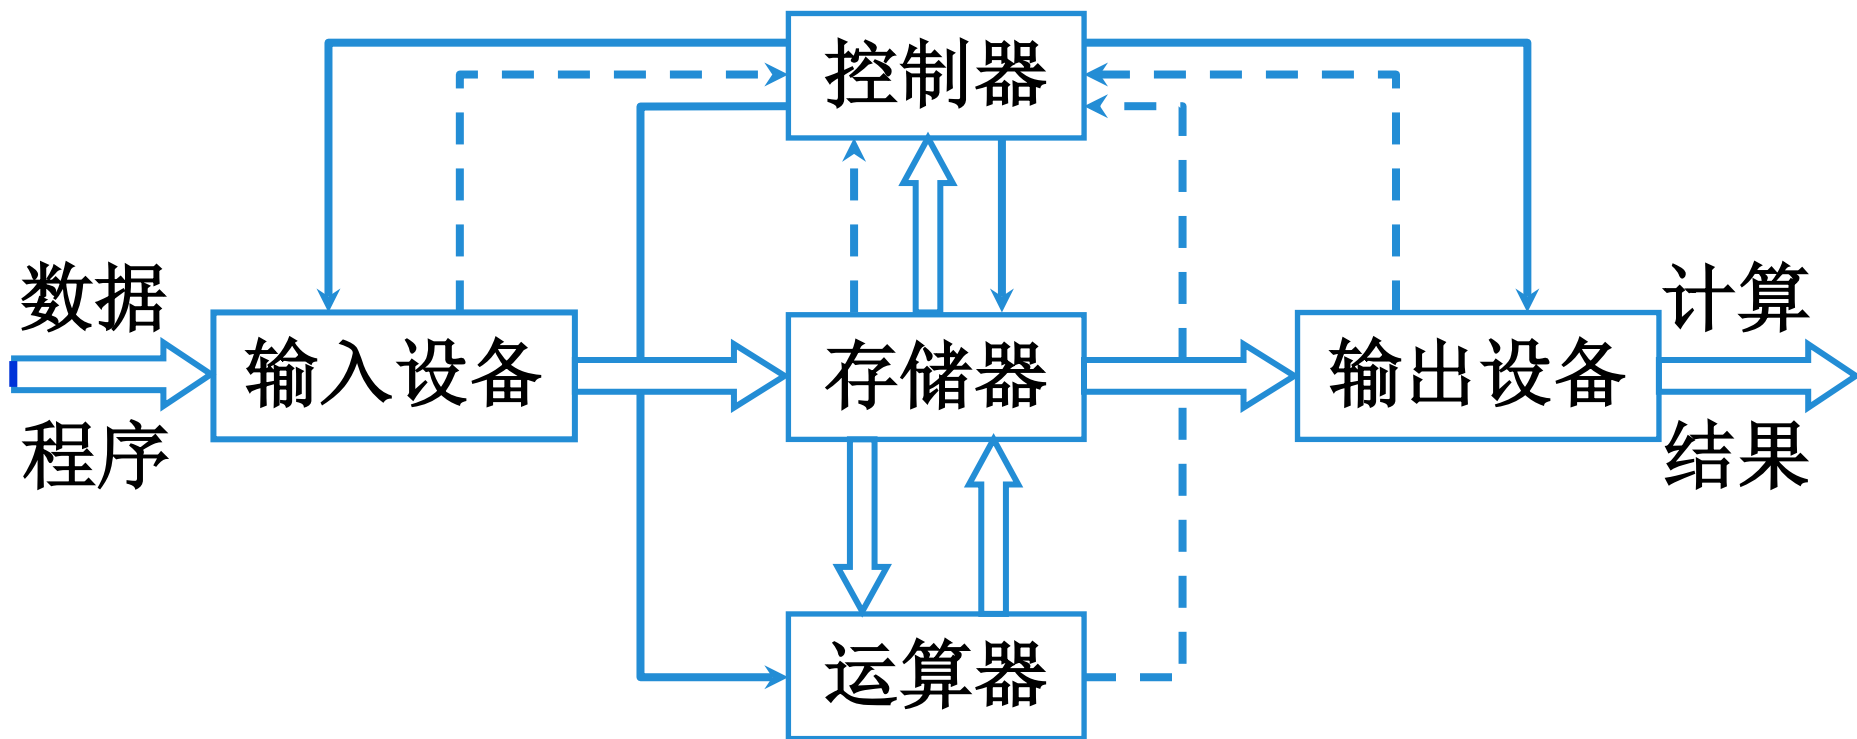 控制器
数据
程序
输入设备
存储器
输出设备
计算
结果
运算器